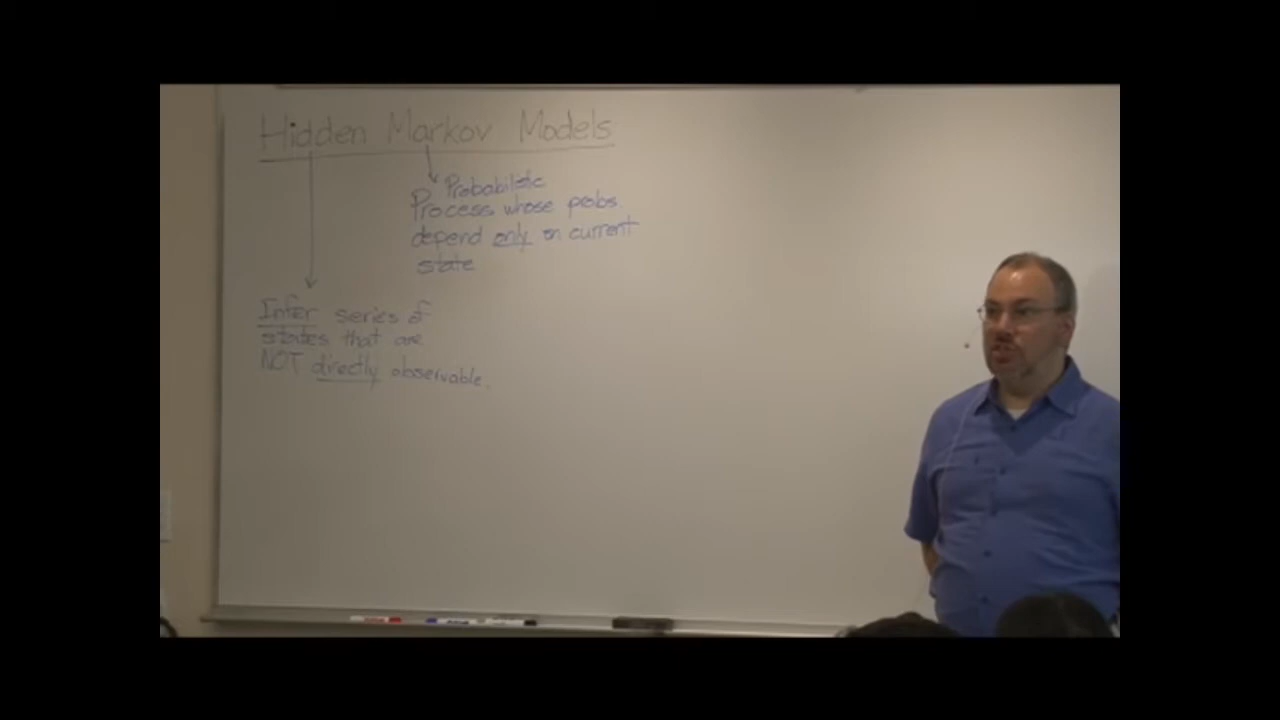 Hidden Markov Models
Probabilistic
Process whose probs.
depend only on current
state
Infer series of
states that are
NOT directly observable.